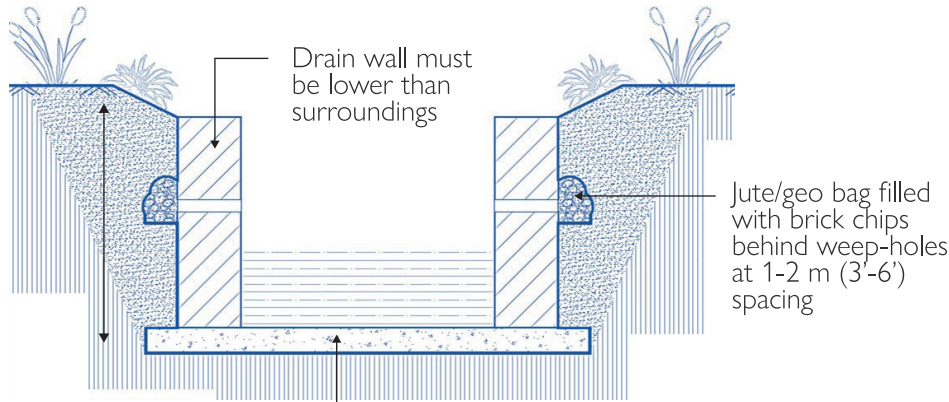 Drain wall must
be lower than
surroundings
Jute/geo bag filled
with brick chips
behind weep-holes
at 1-2 m (3'-6')
spacing